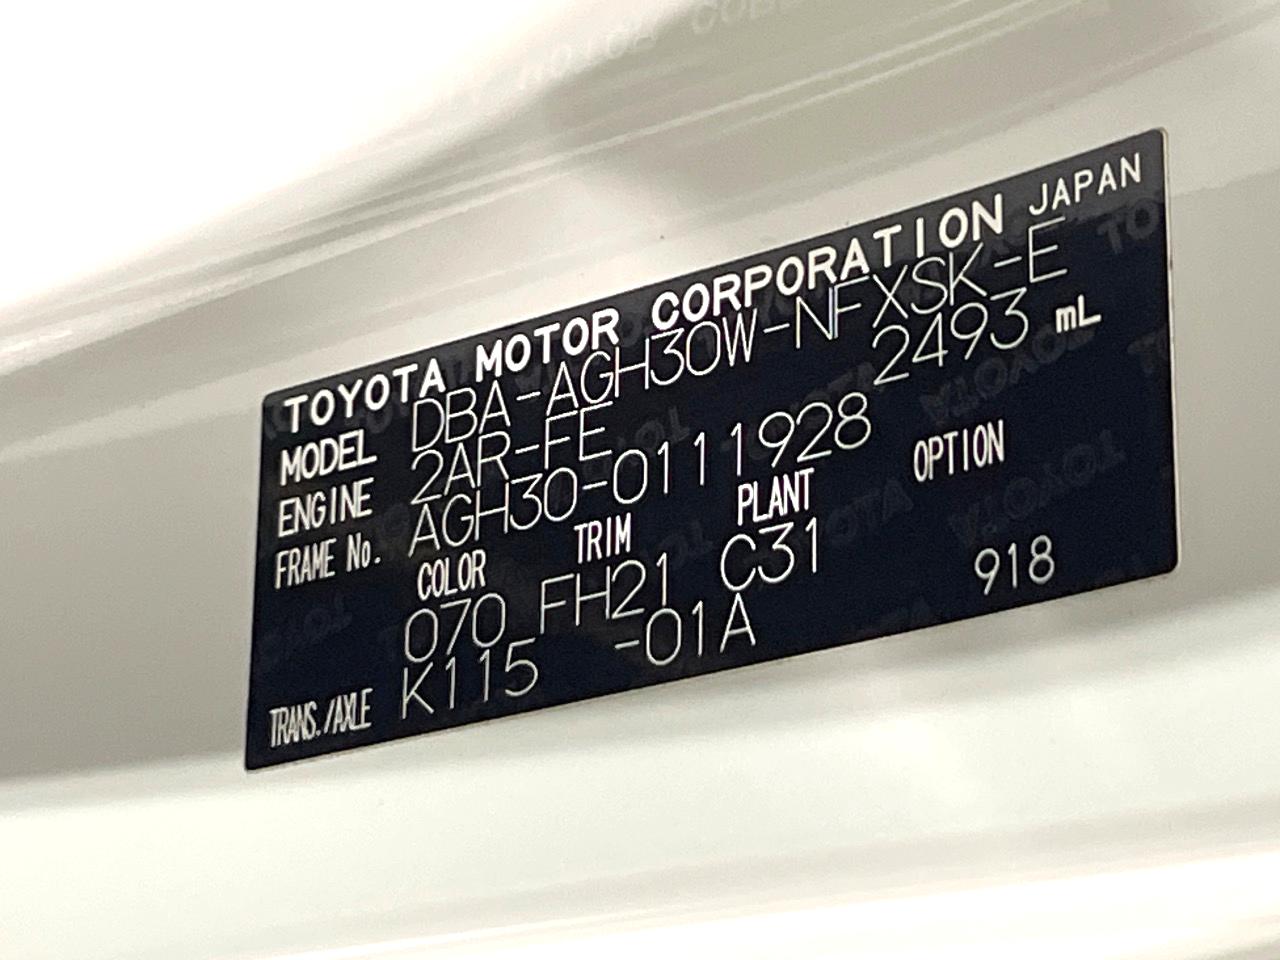 TOYOTA MOTOR CORPORATION JAPAN
MODEL DBA-AGH30W-NFXSK-E
ENGINE 2AR-FE 2493 mL
FRAME No. AGH30-0111928
COLOR TRIM PLANT OPTION
070 FH21 C31 918
TRANS./AXLE K115 -01A